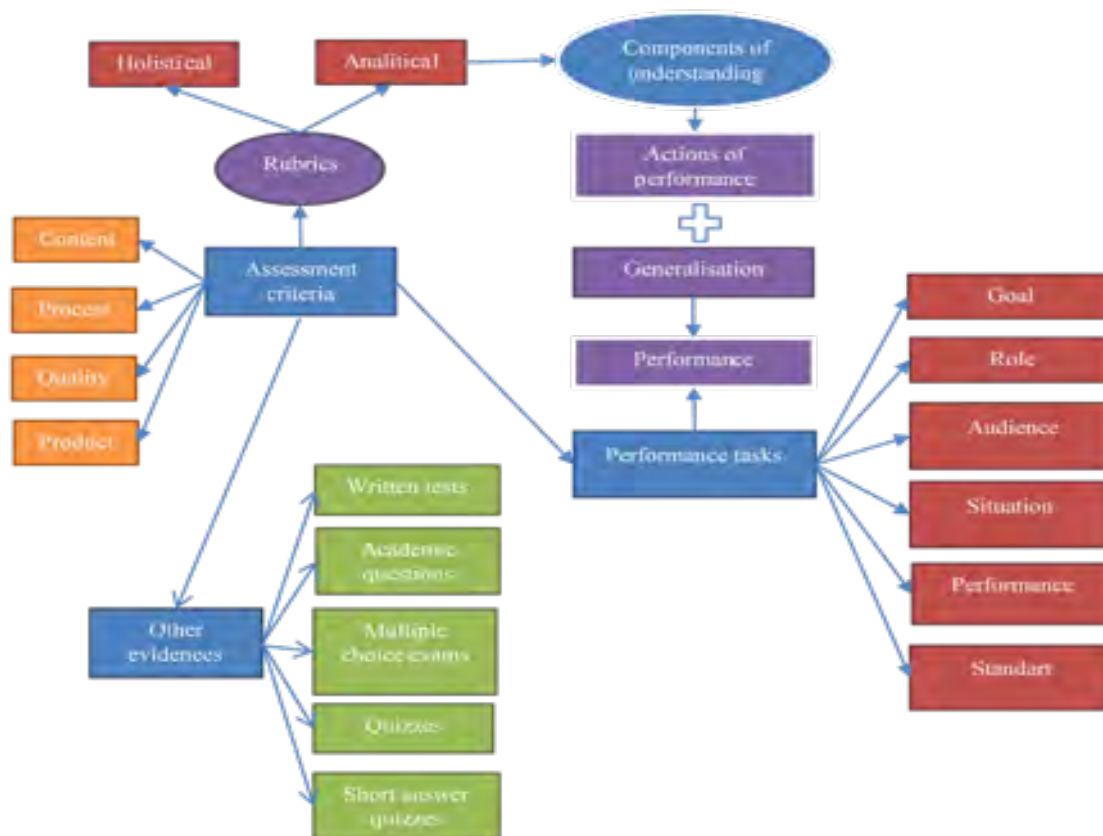 Holistical
Analitical
Components of
understanding
Rubrics
Actions of
performance
Content
Assessment
criteria
Generalisation
Goal
Process
Performance
Role
Quality
Product
Performance tasks
Audience
Written tests
Situation
Academic
questions
Performance
Other
evidences
Multiple
choice exams
Standart
Quizzes
Short answer
quizzes